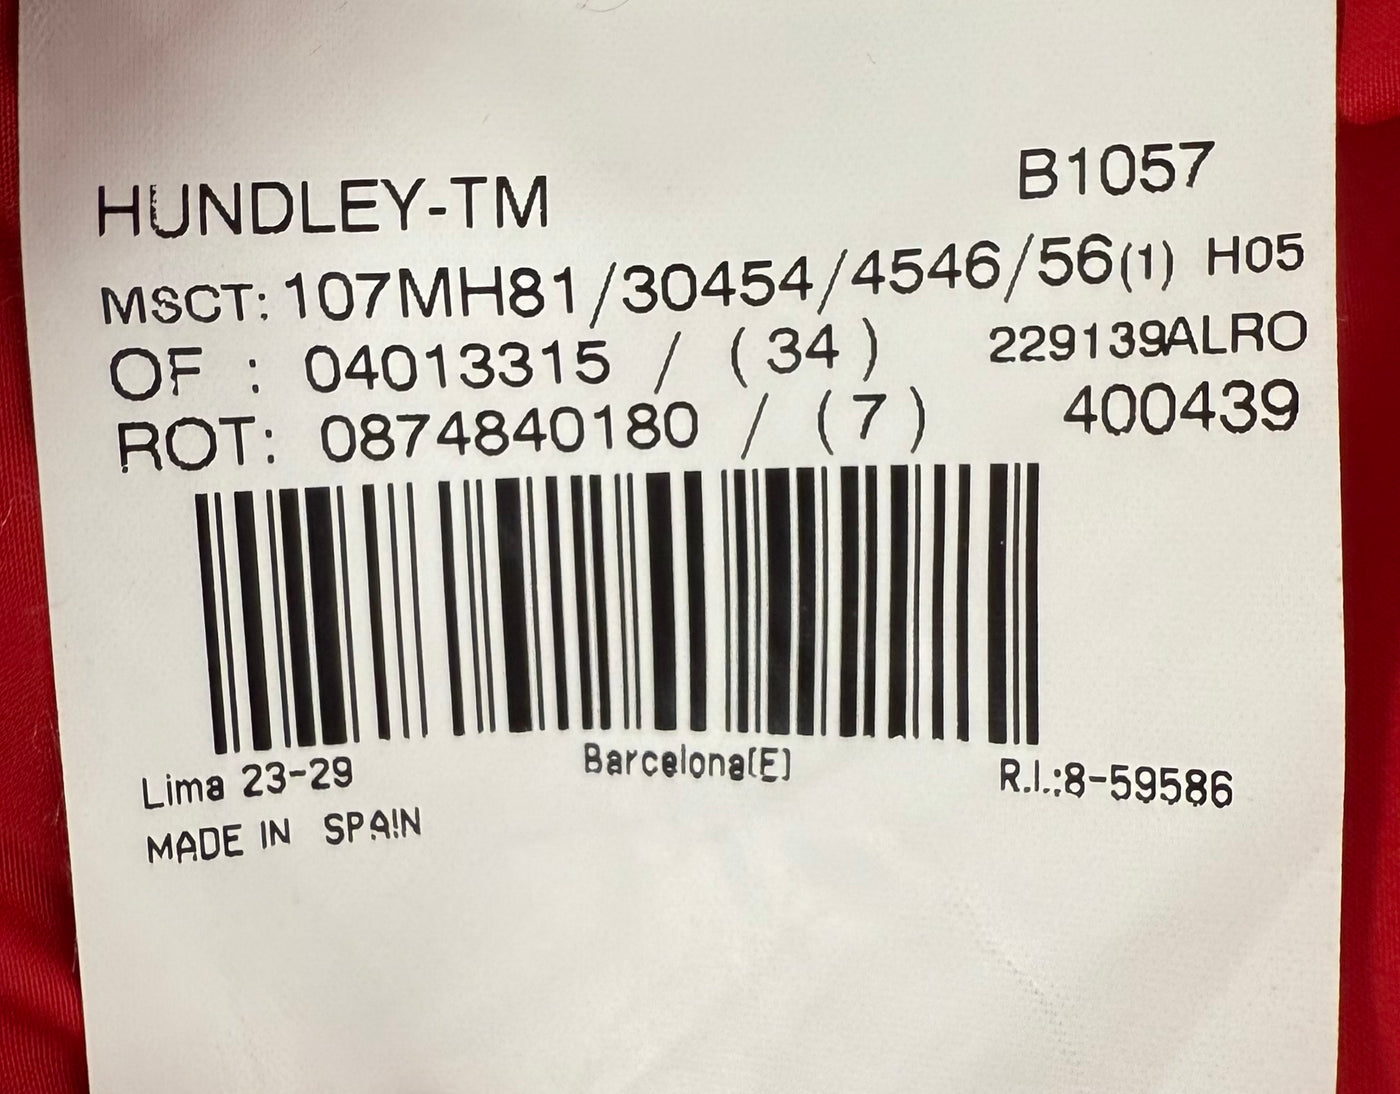 HUNDLEY-TM B1057
MSCT: 107MH81/30454/4546/56(1) H05
OF : 04013315 / (34) 229139ALRO
ROT: 0874840180 / (7) 400439
Lima 23-29 Barcelona(E) R.I.:8-59586
MADE IN SPAIN